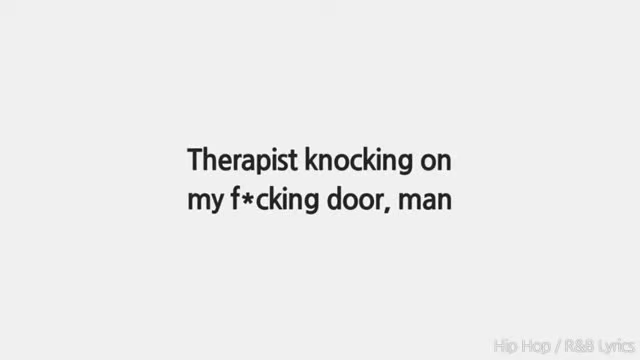 Therapist knocking on
my f*cking door, man
Hip Hop / R&B Lyrics